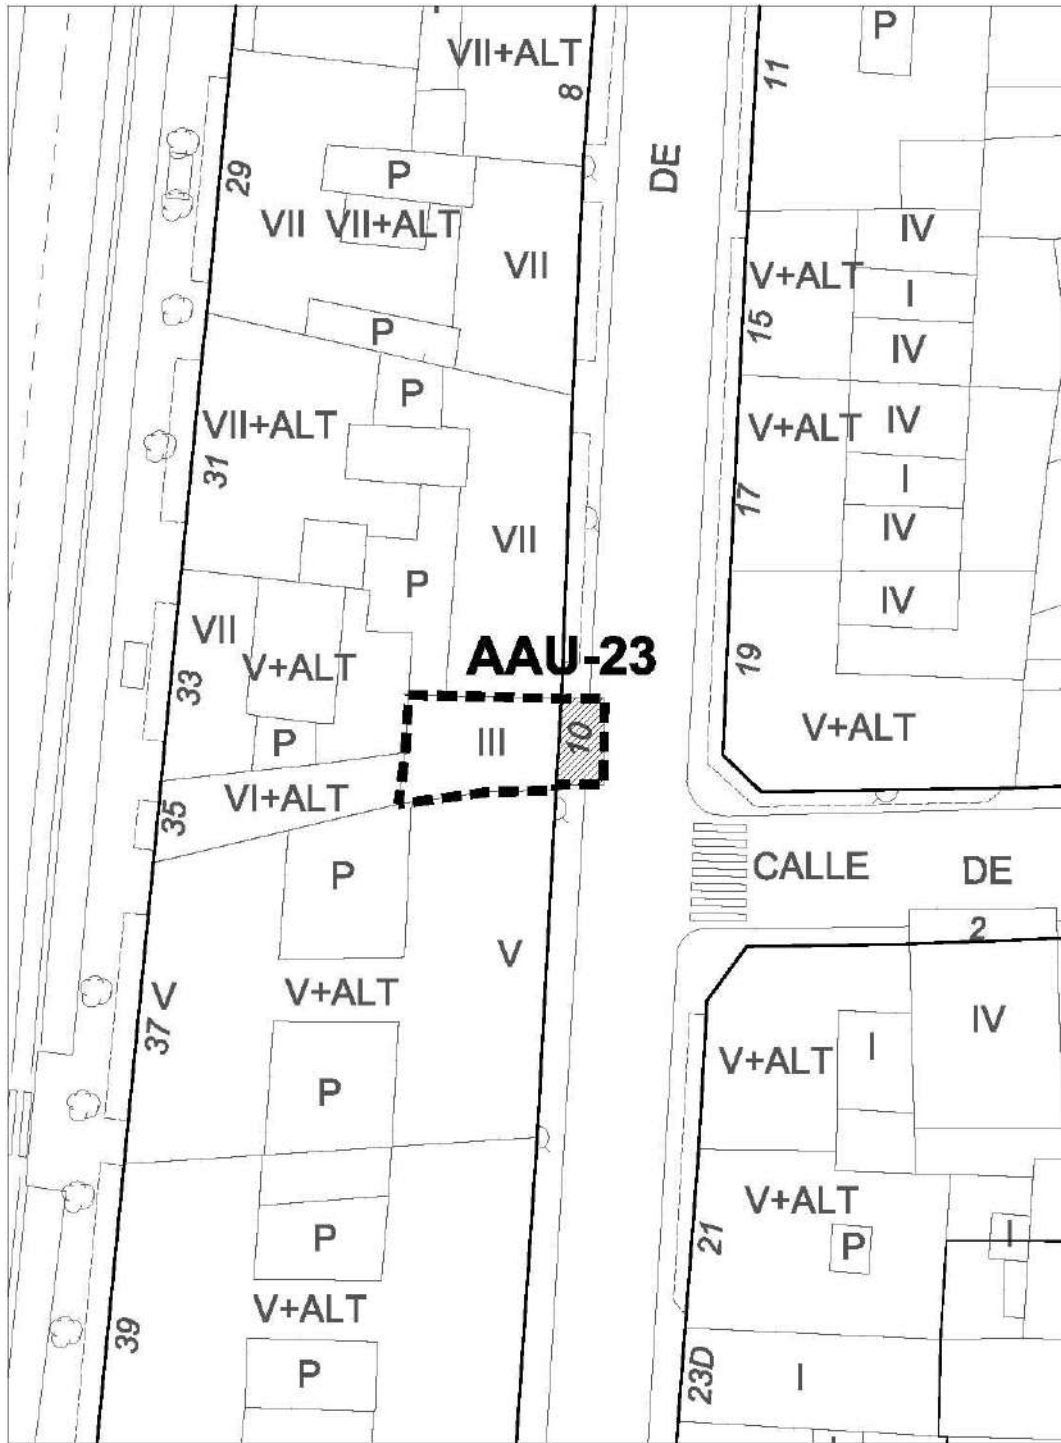 P
VII+ALT
11
8
DE
29
P
VII
VII+ALT
IV
VII
V+ALT
I
15
P
IV
P
VII+ALT
V+ALT
IV
31
I
17
VII
IV
P
IV
VII
AAU-23
V+ALT
19
33
10
III
P
V+ALT
VI+ALT
35
CALLE
DE
P
2
V
V
V+ALT
IV
37
V+ALT
I
P
V+ALT
21
I
P
P
V+ALT
39
P
23D
I